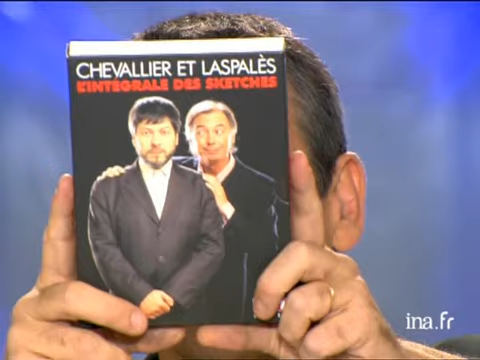 CHEVALLIER ET LASPALÈS
L'INTÉGRALE DES SKETCHES
ina.fr